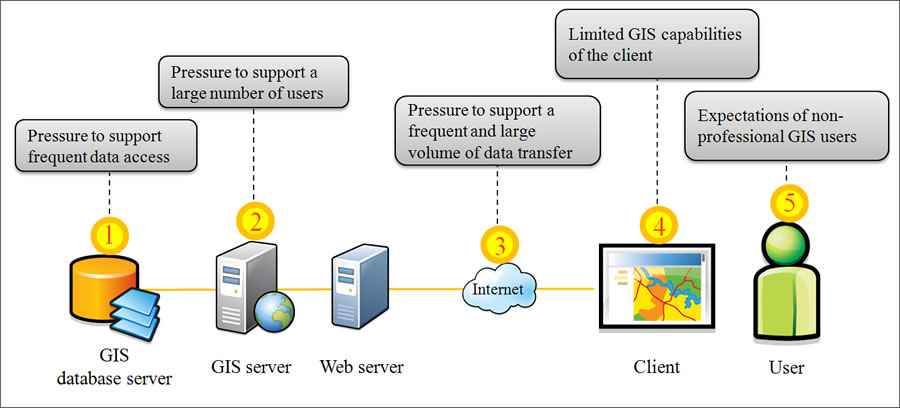 Pressure to support
frequent data access
Pressure to support a
large number of users
Pressure to support a
frequent and large
volume of data transfer
Limited GIS capabilities
of the client
Expectations of non-
professional GIS users
1
2
3
4
5
Internet
GIS
database server
GIS server
Web server
Client
User